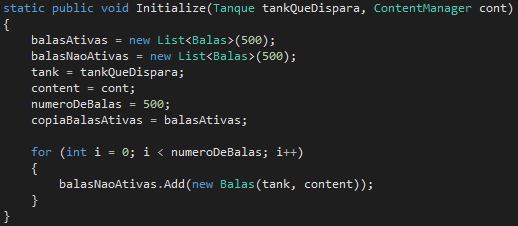 static public void Initialize(Tanque tankQueDispara, ContentManager cont)
{
    balasAtivas = new List<Balas>(500);
    balasNaoAtivas = new List<Balas>(500);
    tank = tankQueDispara;
    content = cont;
    numeroDeBalas = 500;
    copiaBalasAtivas = balasAtivas;

    for (int i = 0; i < numeroDeBalas; i++)
    {
        balasNaoAtivas.Add(new Balas(tank, content));
    }
}